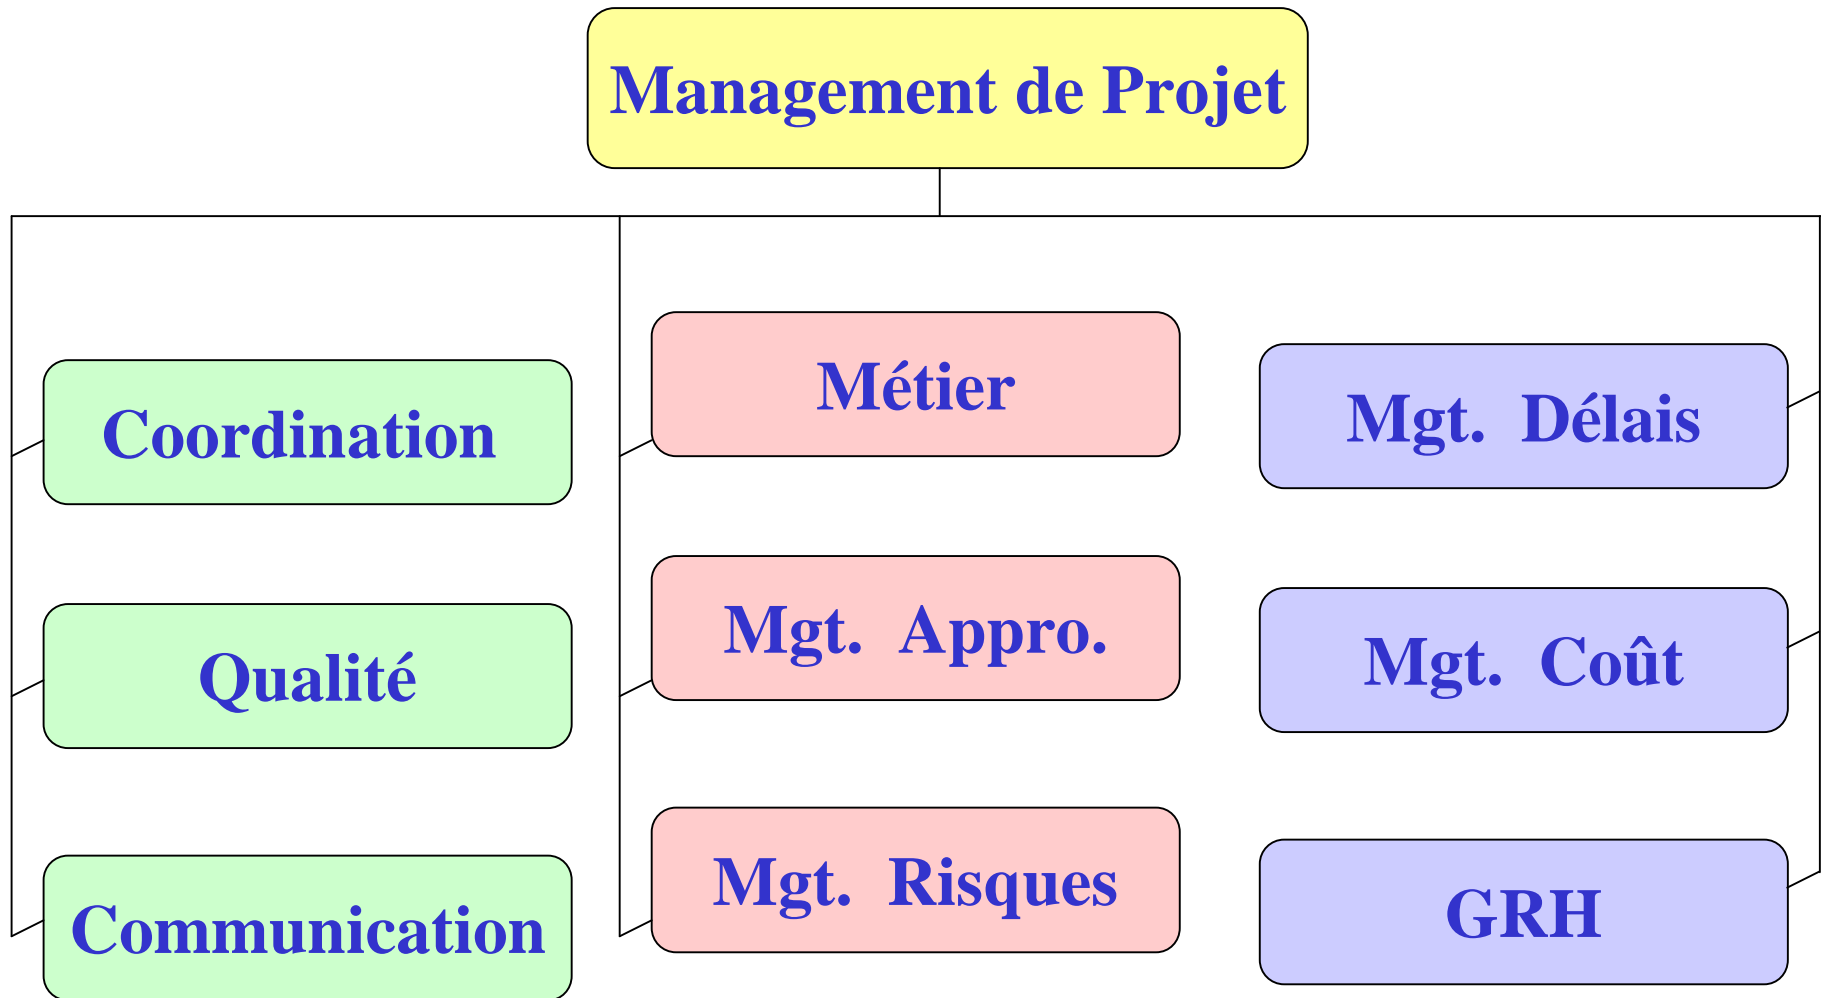 Management de Projet
Coordination
Qualité
Communication
Métier
Mgt. Appro.
Mgt. Risques
Mgt. Délais
Mgt. Coût
GRH